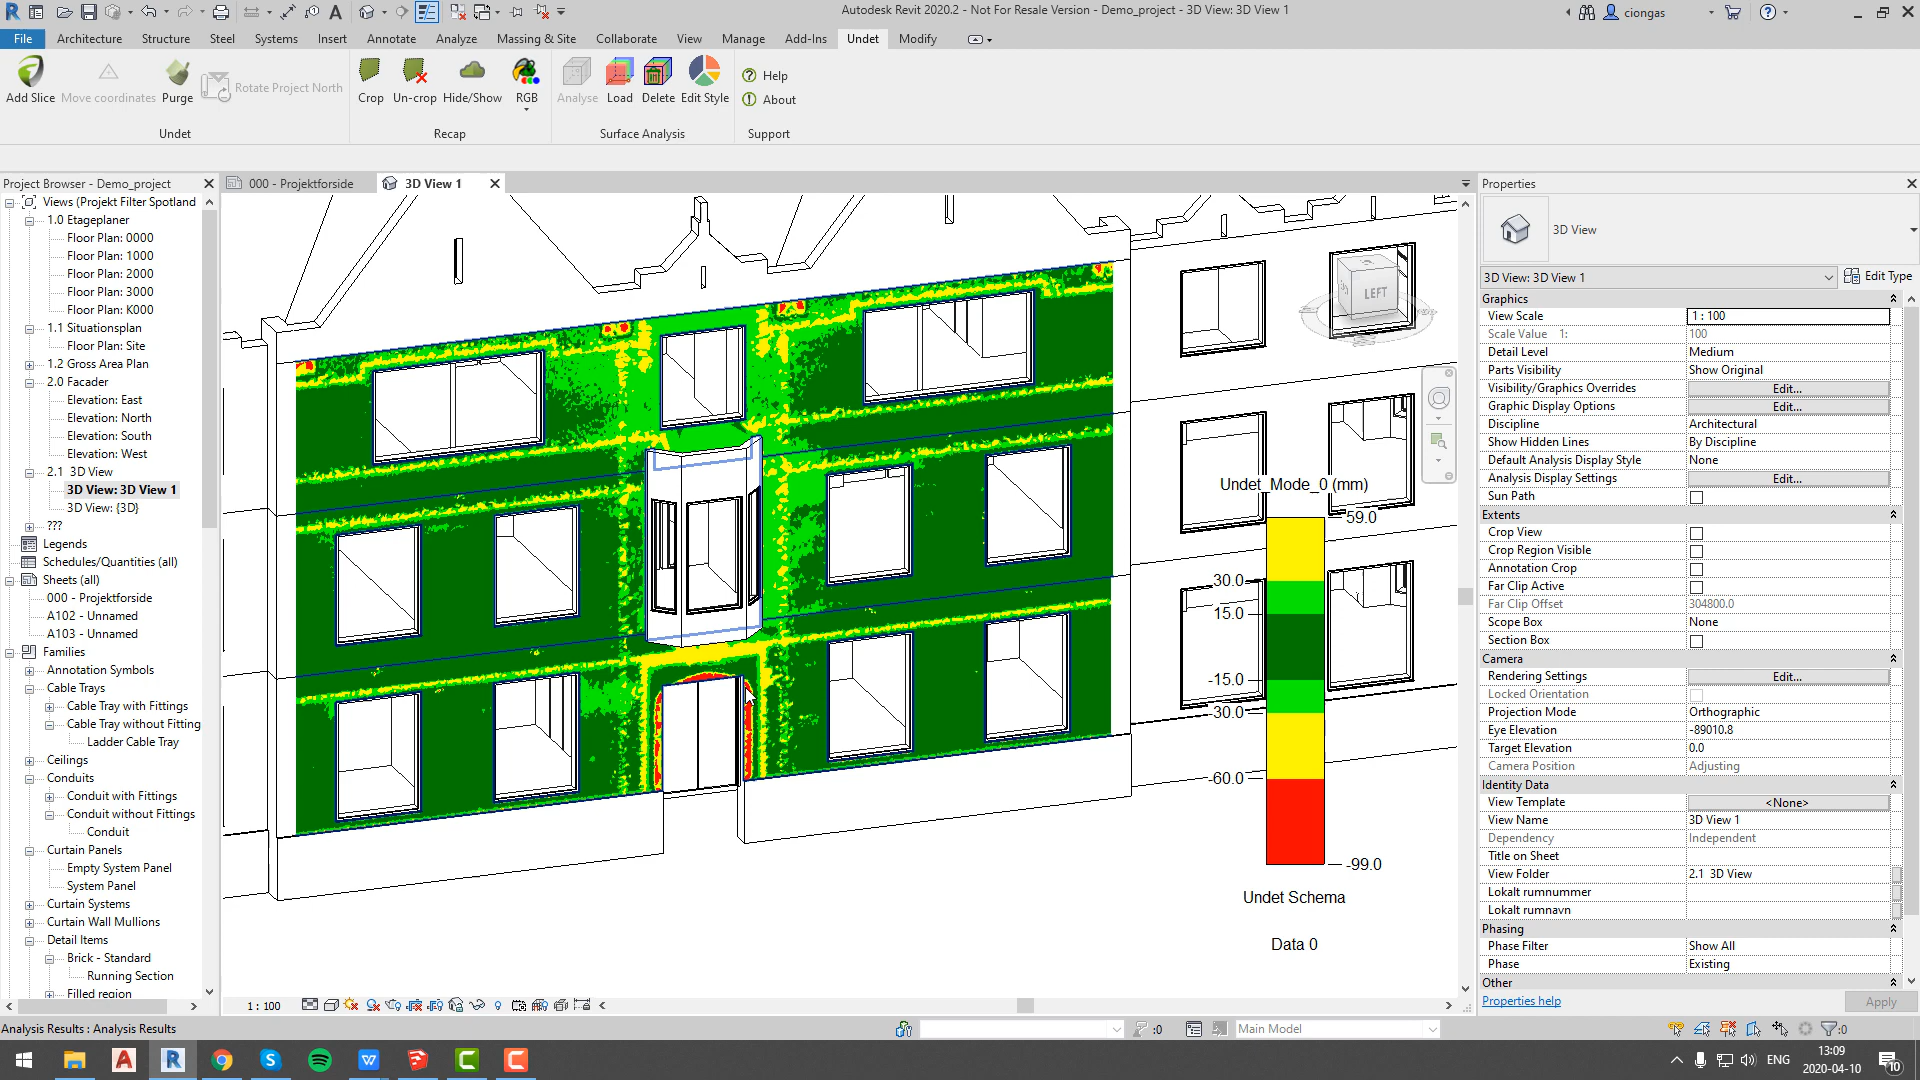 Autodesk Revit 2020.2 - Not For Resale Version - Demo_project - 3D View: 3D View 1
ciongas
File Architecture Structure Steel Systems Insert Annotate Analyze Massing & Site Collaborate View Manage Add-Ins Undet Modify
Add Slice Move coordinates Purge Rotate Project North
Crop Un-crop Hide/Show RGB
Analyse Load Delete Edit Style
Help
About
Undet Recap Surface Analysis Support
Project Browser - Demo_project
Views (Projekt Filter Spotland
1.0 Etageplaner
Floor Plan: 0000
Floor Plan: 1000
Floor Plan: 2000
Floor Plan: 3000
Floor Plan: K000
1.1 Situationsplan
Floor Plan: Site
1.2 Gross Area Plan
2.0 Facader
Elevation: East
Elevation: North
Elevation: South
Elevation: West
2.1 3D View
3D View: 3D View 1
3D View: {3D}
???
Legends
Schedules/Quantities (all)
Sheets (all)
000 - Projektforside
A102 - Unnamed
A103 - Unnamed
Families
Annotation Symbols
Cable Trays
Cable Tray with Fittings
Cable Tray without Fitting
Ladder Cable Tray
Ceilings
Conduits
Conduit with Fittings
Conduit without Fittings
Conduit
Curtain Panels
Empty System Panel
System Panel
Curtain Systems
Curtain Wall Mullions
Detail Items
Brick - Standard
Running Section
Filled region
000 - Projektforside
3D View 1
LEFT
Undet_Mode_0 (mm)
59.0
30.0
15.0
-15.0
-30.0
-60.0
-99.0
Undet Schema
Data 0
Properties
3D View
3D View: 3D View 1
Edit Type
Graphics
View Scale 1 : 100
Scale Value 1: 100
Detail Level Medium
Parts Visibility Show Original
Visibility/Graphics Overrides Edit...
Graphic Display Options Edit...
Discipline Architectural
Show Hidden Lines By Discipline
Default Analysis Display Style None
Analysis Display Settings Edit...
Sun Path
Extents
Crop View
Crop Region Visible
Annotation Crop
Far Clip Active
Far Clip Offset 304800.0
Scope Box None
Section Box
Camera
Rendering Settings Edit...
Locked Orientation
Projection Mode Orthographic
Eye Elevation -89010.8
Target Elevation 0.0
Camera Position Adjusting
Identity Data
View Template <None>
View Name 3D View 1
Dependency Independent
Title on Sheet
View Folder 2.1 3D View
Lokalt rumnummer
Lokalt rumnavn
Phasing
Phase Filter Show All
Phase Existing
Other
Properties help
Apply
1 : 100
Analysis Results : Analysis Results
:0
Main Model
:0
ENG
13:09
2020-04-10
10